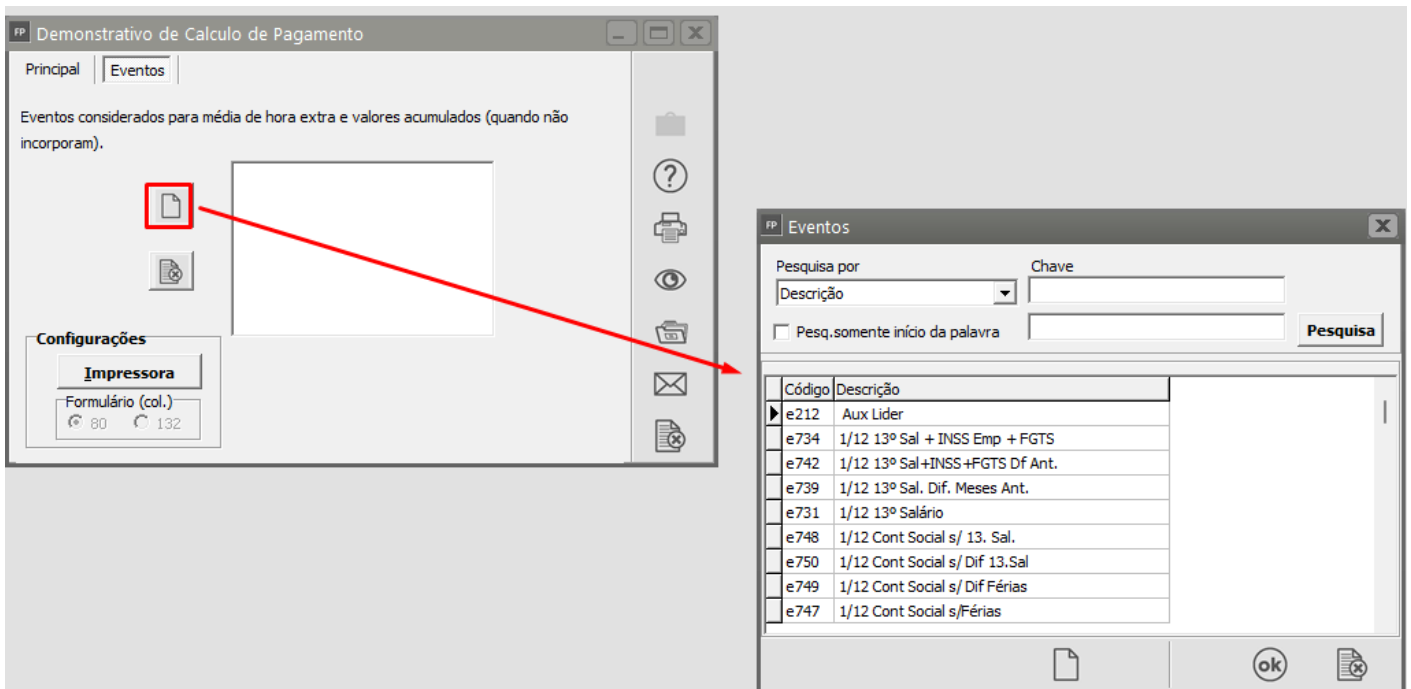 FP Demonstrativo de Calculo de Pagamento
Principal Eventos
Eventos considerados para média de hora extra e valores acumulados (quando não
incorporam).
Configurações
Impressora
Formulário (col.)
80 132
FP Eventos
Pesquisa por Chave
Descrição
Pesq.somente início da palavra Pesquisa
Código Descrição
e212 Aux Lider
e734 1/12 13º Sal + INSS Emp + FGTS
e742 1/12 13º Sal+INSS+FGTS Df Ant.
e739 1/12 13º Sal. Dif. Meses Ant.
e731 1/12 13º Salário
e748 1/12 Cont Social s/ 13. Sal.
e750 1/12 Cont Social s/ Dif 13.Sal
e749 1/12 Cont Social s/ Dif Férias
e747 1/12 Cont Social s/Férias
ok